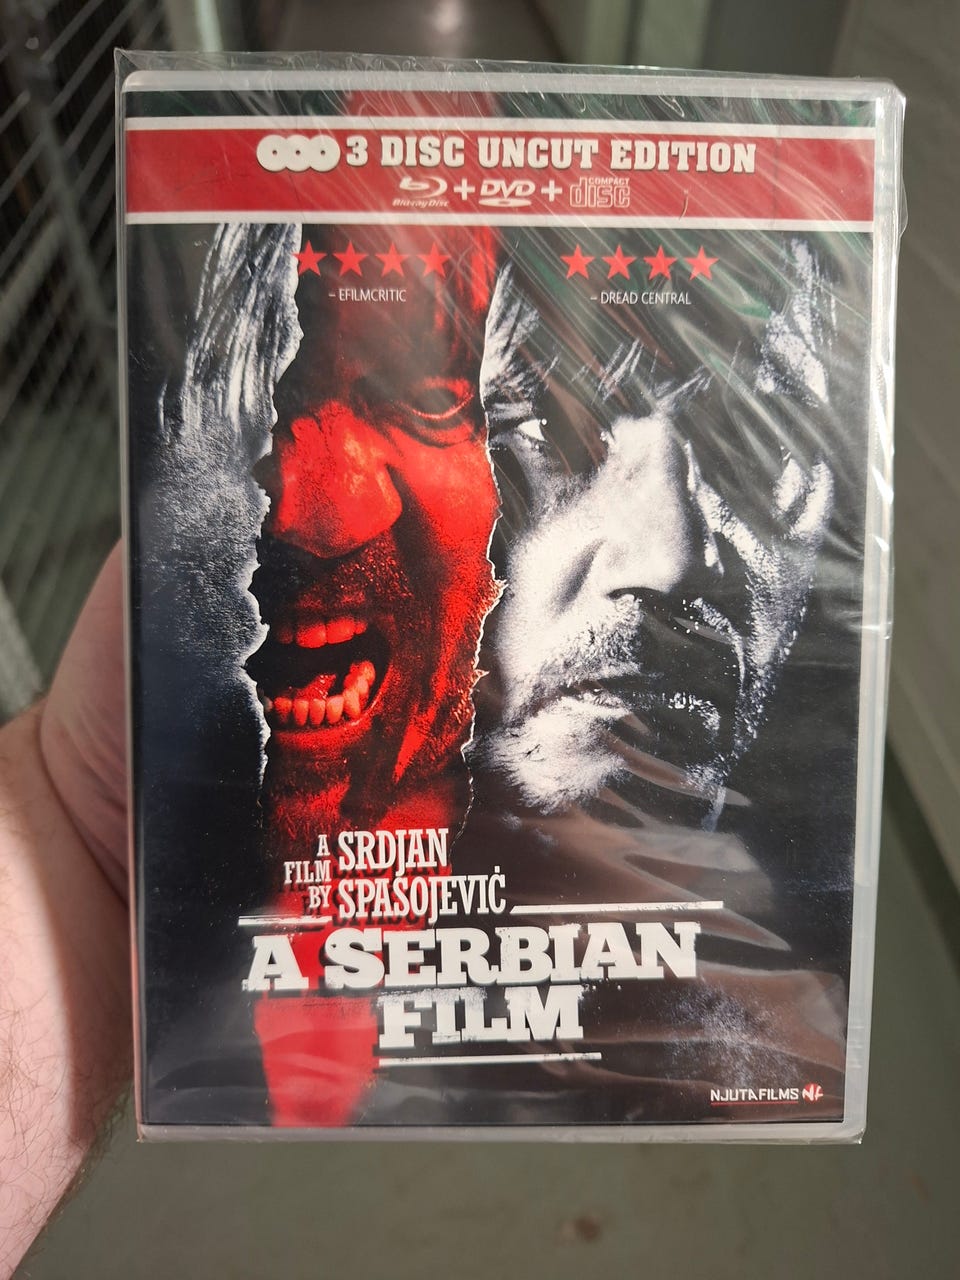 3 DISC UNCUT EDITION
Blu-ray Disc + DVD + COMPACT disc
– EFILMCRITIC
– DREAD CENTRAL
A FILM BY SRDJAN SPASOJEVIĆ
A SERBIAN
FILM
NJUTAFILMS NF